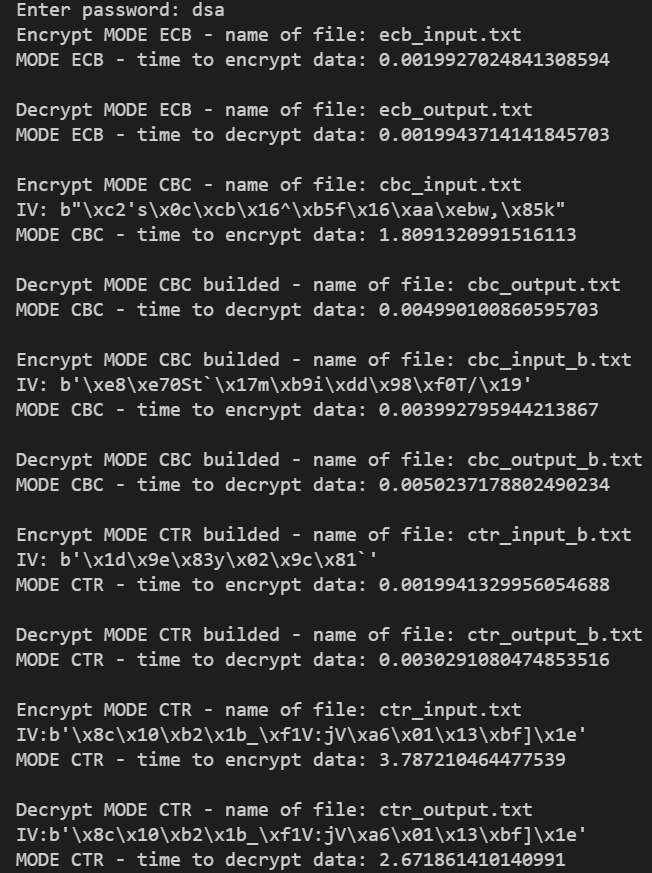 Enter password: dsa
Encrypt MODE ECB - name of file: ecb_input.txt
MODE ECB - time to encrypt data: 0.0019927024841308594
Decrypt MODE ECB - name of file: ecb_output.txt
MODE ECB - time to decrypt data: 0.0019943714141845703
Encrypt MODE CBC - name of file: cbc_input.txt
IV: b"\xc2's\x0c\xcb\x16^\xb5f\x16\xaa\xebw,\x85k"
MODE CBC - time to encrypt data: 1.8091320991516113
Decrypt MODE CBC builded - name of file: cbc_output.txt
MODE CBC - time to decrypt data: 0.004990100860595703
Encrypt MODE CBC builded - name of file: cbc_input_b.txt
IV: b'\xe8\xe70St`\x17m\xb9i\xdd\x98\xf0T/\x19'
MODE CBC - time to encrypt data: 0.003992795944213867
Decrypt MODE CBC builded - name of file: cbc_output_b.txt
MODE CBC - time to decrypt data: 0.0050237178802490234
Encrypt MODE CTR builded - name of file: ctr_input_b.txt
IV: b'\x1d\x9e\x83y\x02\x9c\x81`'
MODE CTR - time to encrypt data: 0.0019941329956054688
Decrypt MODE CTR builded - name of file: ctr_output_b.txt
MODE CTR - time to decrypt data: 0.0030291080474853516
Encrypt MODE CTR - name of file: ctr_input.txt
IV:b'\x8c\x10\xb2\x1b_\xf1V:jV\xa6\x01\x13\xbf]\x1e'
MODE CTR - time to encrypt data: 3.787210464477539
Decrypt MODE CTR - name of file: ctr_output.txt
IV:b'\x8c\x10\xb2\x1b_\xf1V:jV\xa6\x01\x13\xbf]\x1e'
MODE CTR - time to decrypt data: 2.671861410140991